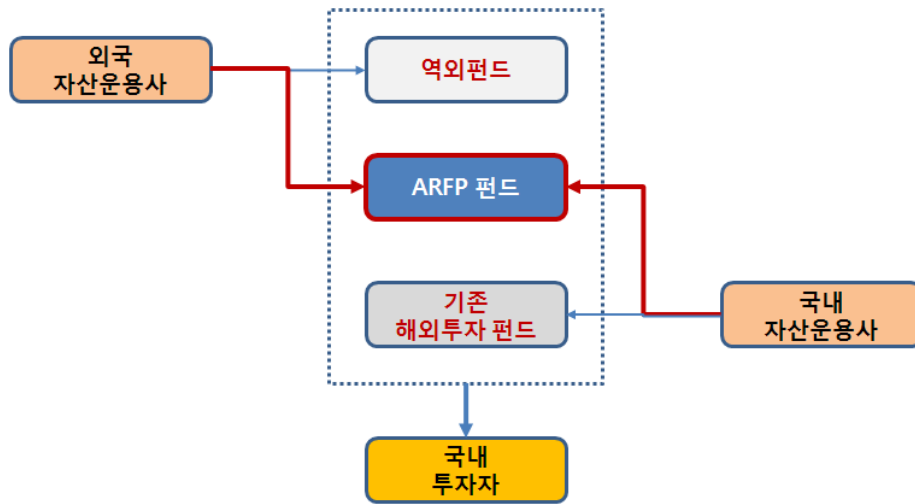 외국
자산운용사
역외펀드
ARFP 펀드
기존
해외투자 펀드
국내
자산운용사
국내
투자자